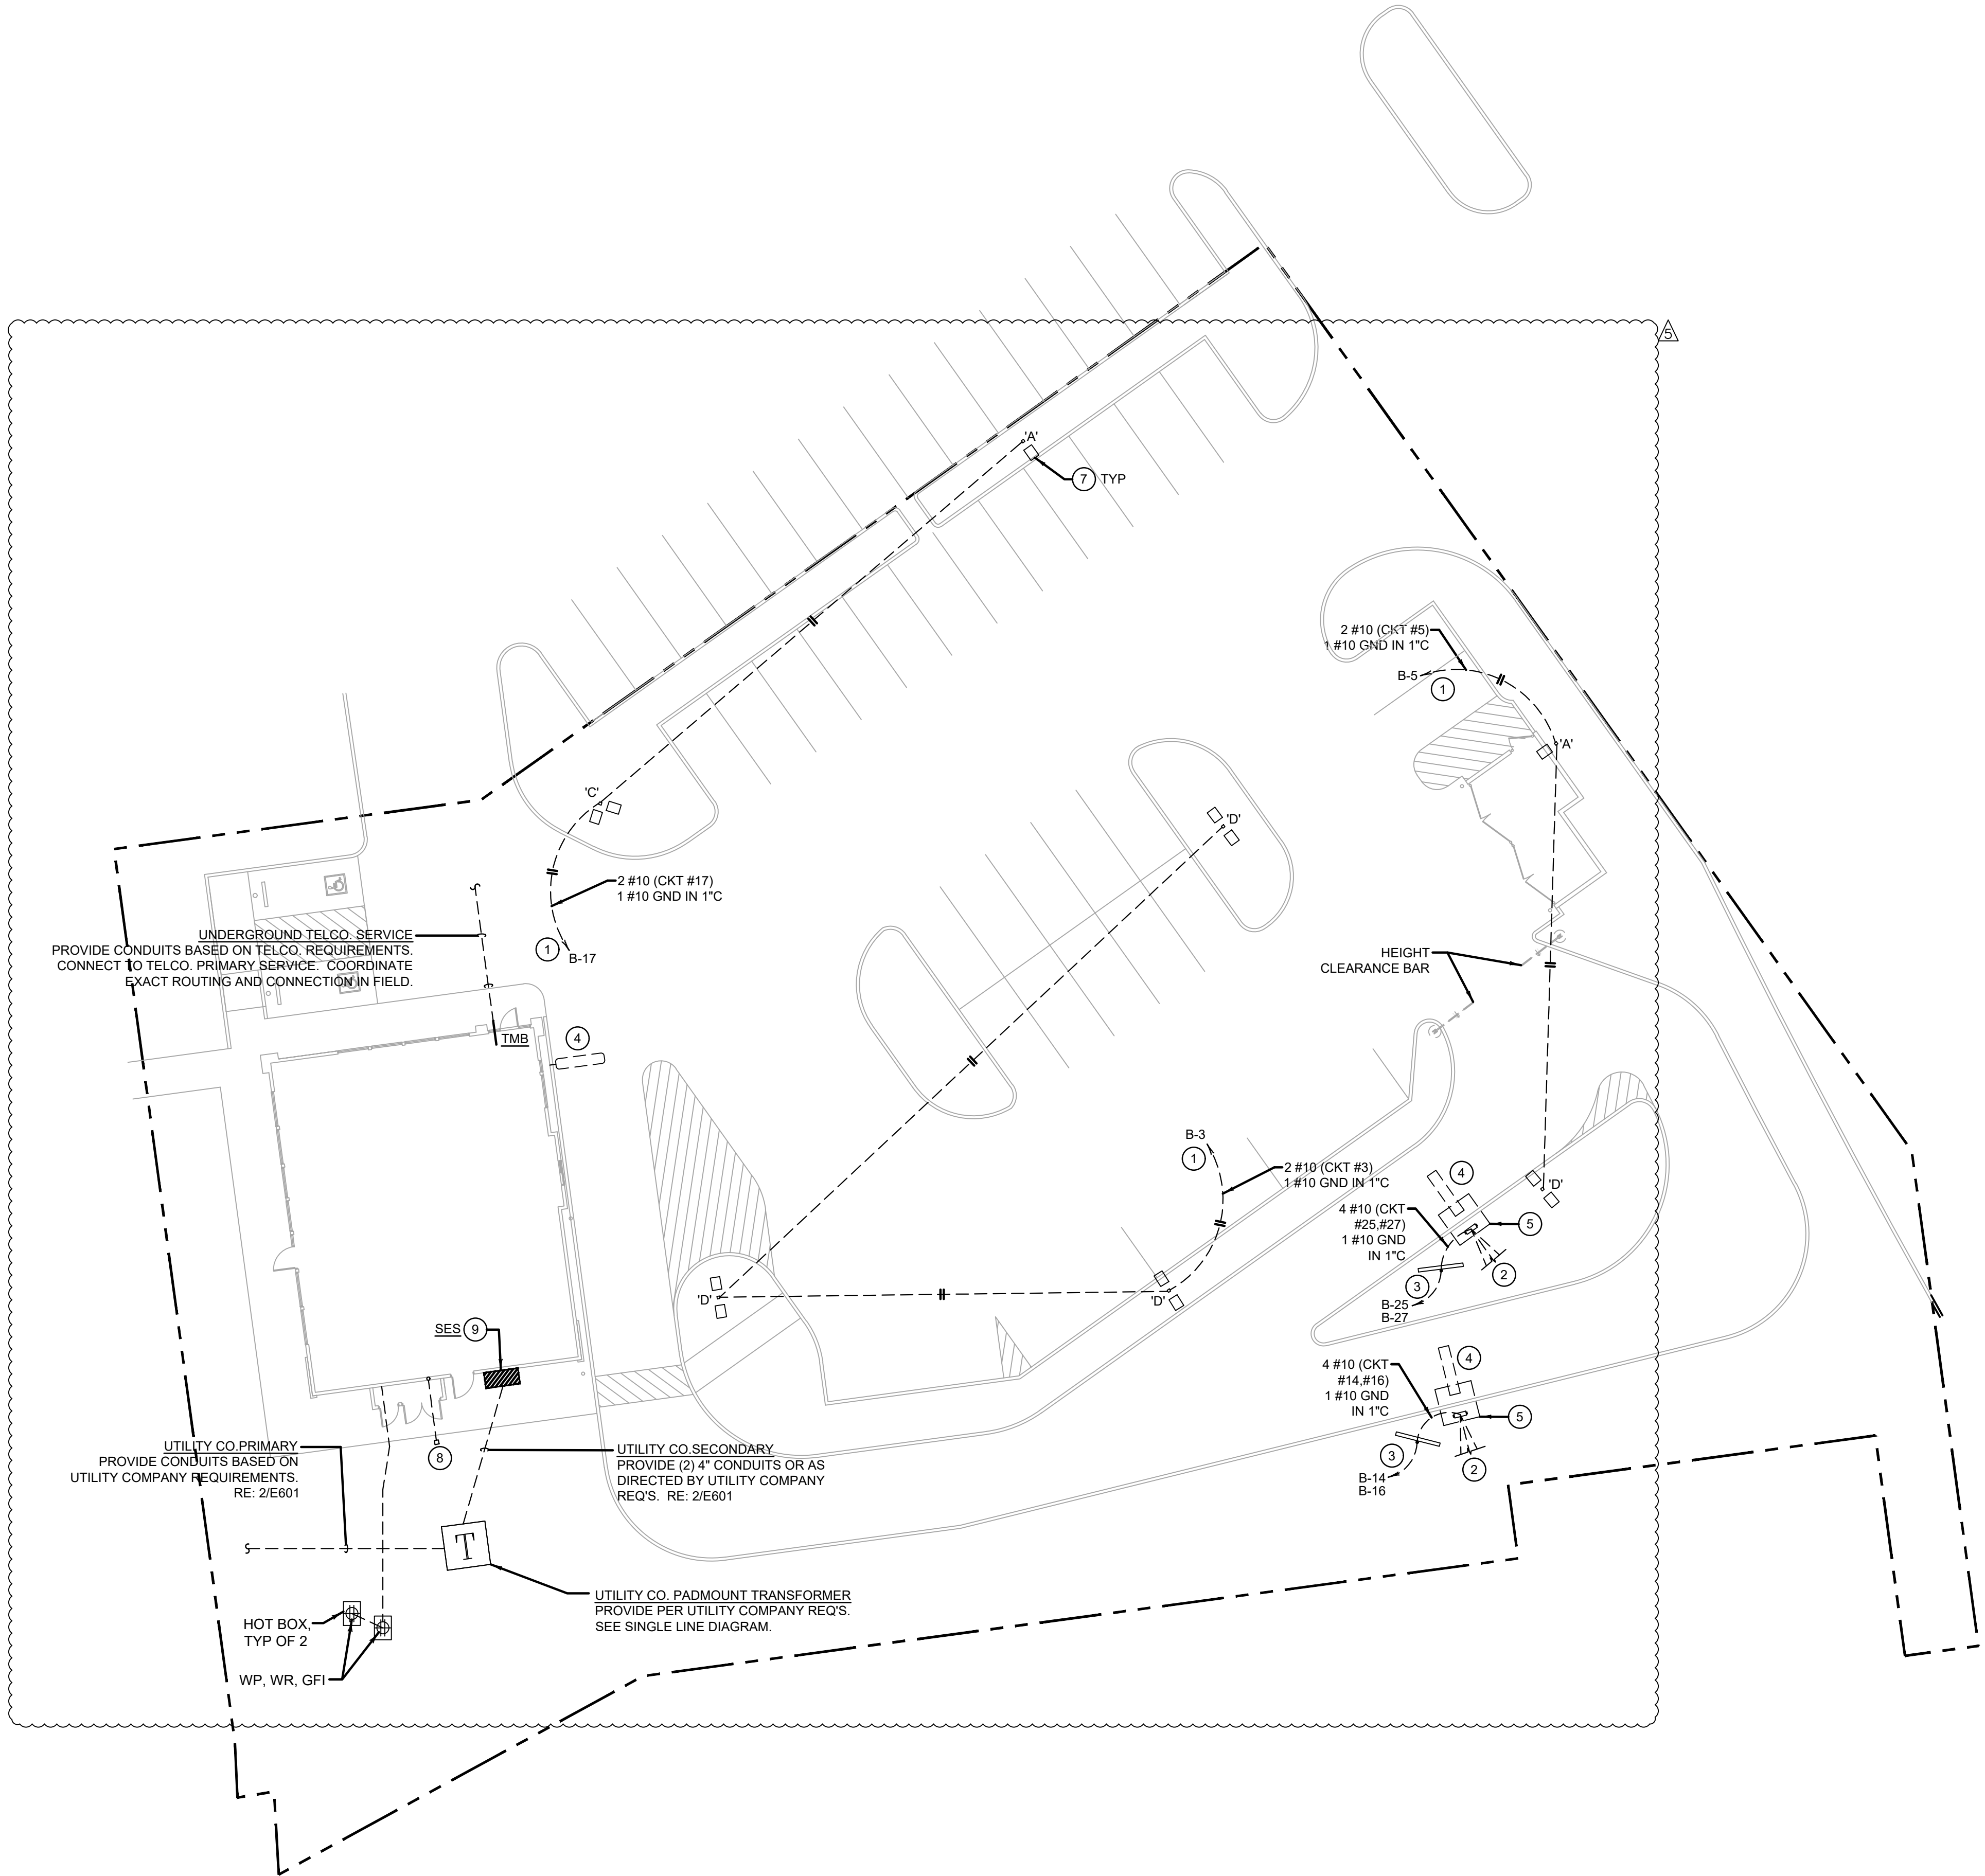 5
'A'
7 TYP
2 #10 (CKT #5)
1 #10 GND IN 1"C
B-5
1
'A'
'C'
'D'
2 #10 (CKT #17)
1 #10 GND IN 1"C
1
B-17
UNDERGROUND TELCO. SERVICE
PROVIDE CONDUITS BASED ON TELCO. REQUIREMENTS.
CONNECT TO TELCO. PRIMARY SERVICE. COORDINATE
EXACT ROUTING AND CONNECTION IN FIELD.
HEIGHT
CLEARANCE BAR
TMB
4
B-3
1
2 #10 (CKT #3)
1 #10 GND IN 1"C
4
'D'
4 #10 (CKT
#25,#27)
1 #10 GND
IN 1"C
5
2
3
B-25
B-27
'D'
'D'
SES 9
4
4 #10 (CKT
#14,#16)
1 #10 GND
IN 1"C
5
3
2
B-14
B-16
8
UTILITY CO.PRIMARY
PROVIDE CONDUITS BASED ON
UTILITY COMPANY REQUIREMENTS.
RE: 2/E601
UTILITY CO.SECONDARY
PROVIDE (2) 4" CONDUITS OR AS
DIRECTED BY UTILITY COMPANY
REQ'S. RE: 2/E601
T
UTILITY CO. PADMOUNT TRANSFORMER
PROVIDE PER UTILITY COMPANY REQ'S.
SEE SINGLE LINE DIAGRAM.
HOT BOX,
TYP OF 2
WP, WR, GFI